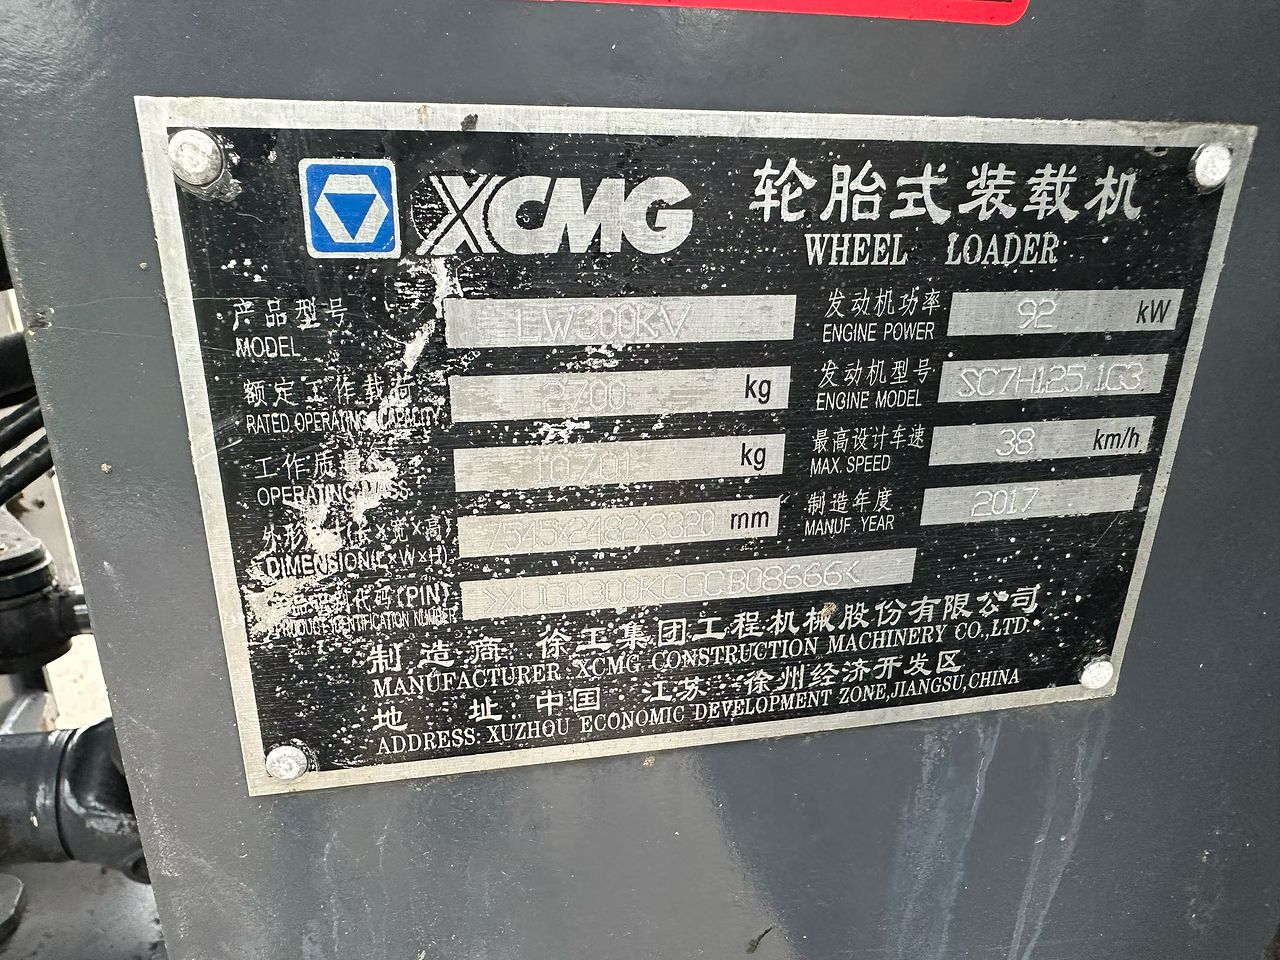 XCMG 轮胎式装载机
WHEEL LOADER
产品型号 LW300KV
MODEL
发动机功率 92 kW
ENGINE POWER
额定工作载荷 2700 kg
RATED OPERATING CAPACITY
发动机型号 SC7H125.1G3
ENGINE MODEL
工作质量 10701 kg
OPERATING MASS
最高设计车速 38 km/h
MAX. SPEED
外形尺寸(长×宽×高) 7545×2482×3320 mm
DIMENSION(L×W×H)
制造年度 2017
MANUF. YEAR
产品识别代码(PIN)
PRODUCT IDENTIFICATION NUMBER
制造商 徐工集团工程机械股份有限公司
MANUFACTURER XCMG CONSTRUCTION MACHINERY CO.,LTD.
地址:中国·江苏·徐州经济开发区
ADDRESS: XUZHOU ECONOMIC DEVELOPMENT ZONE,JIANGSU,CHINA